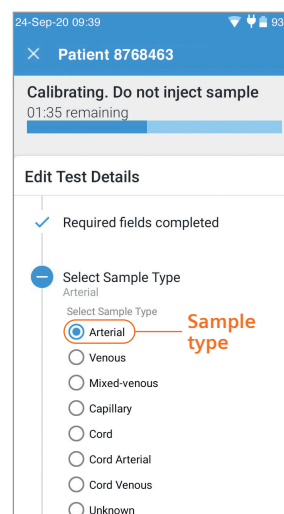 24-Sep-20 09:39
93
Patient 8768463
Calibrating. Do not inject sample
01:35 remaining
Edit Test Details
Required fields completed
Select Sample Type
Arterial
Select Sample Type
Arterial
Sample
type
Venous
Mixed-venous
Capillary
Cord
Cord Arterial
Cord Venous
Unknown